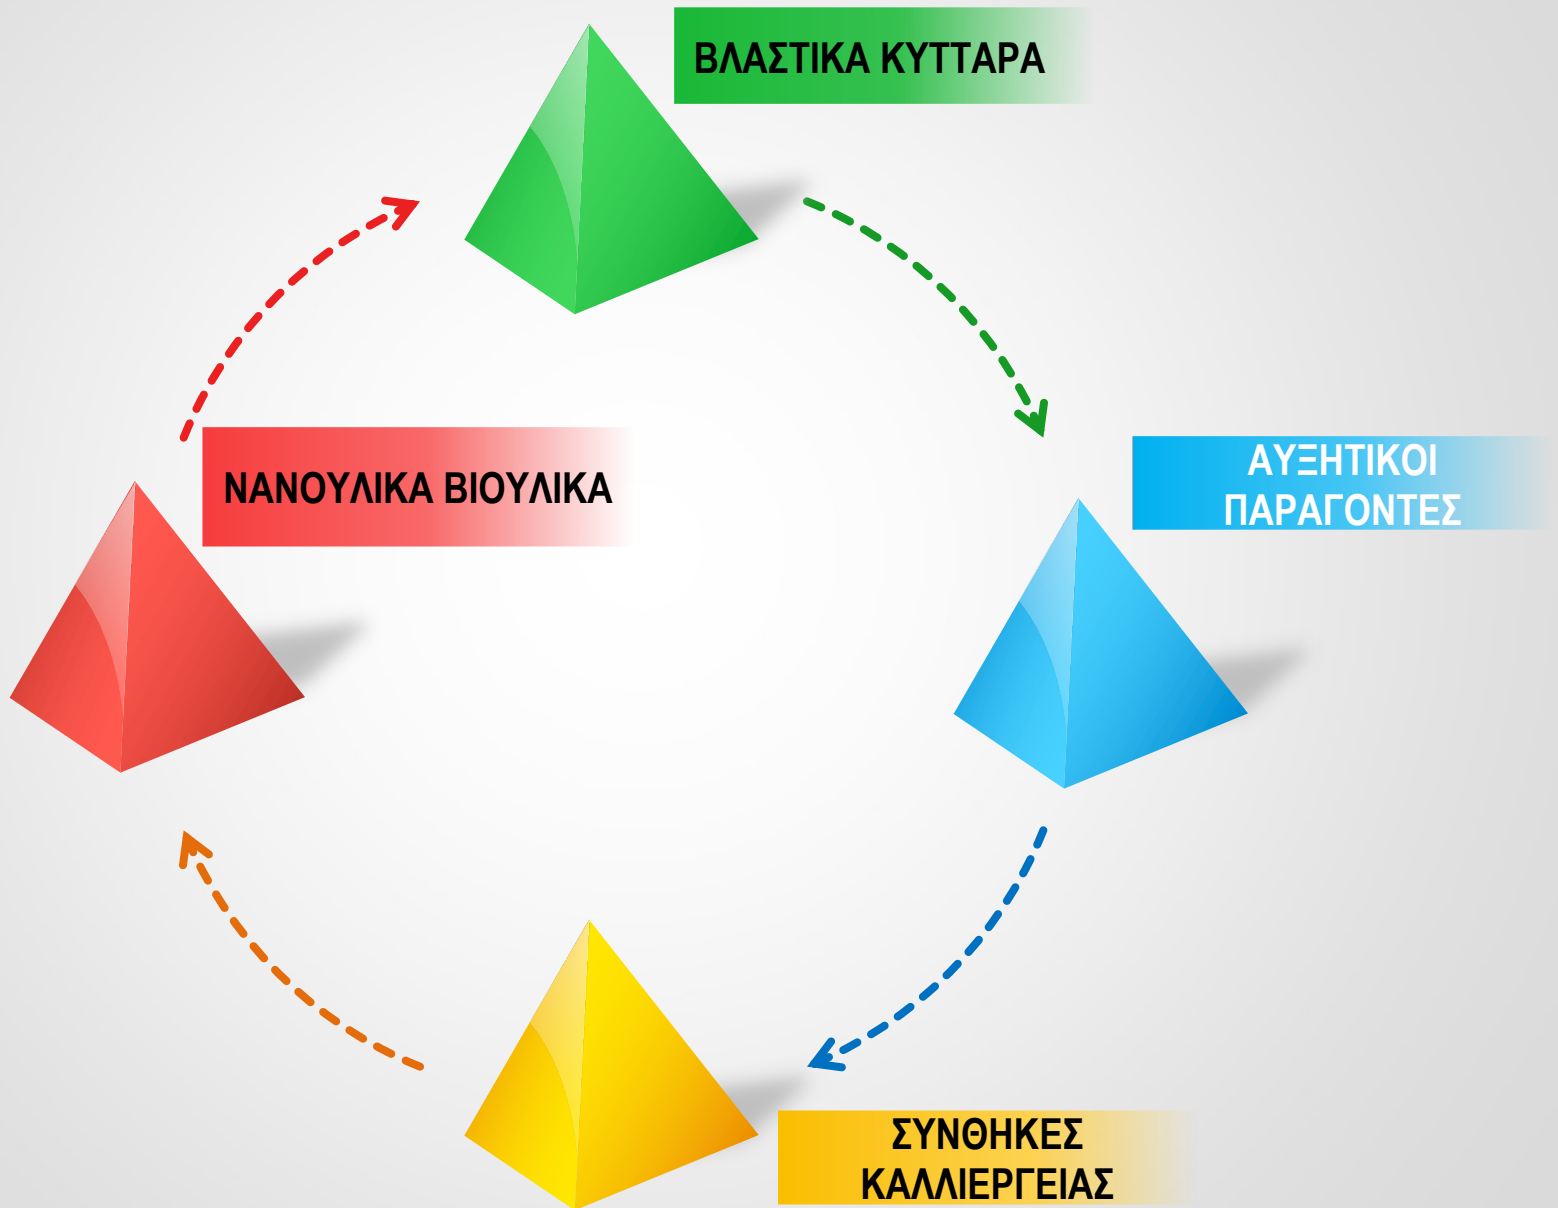 ΒΛΑΣΤΙΚΑ ΚΥΤΤΑΡΑ
ΝΑΝΟΥΛΙΚΑ ΒΙΟΥΛΙΚΑ
ΑΥΞΗΤΙΚΟΙ
ΠΑΡΑΓΟΝΤΕΣ
ΣΥΝΘΗΚΕΣ
ΚΑΛΛΙΕΡΓΕΙΑΣ